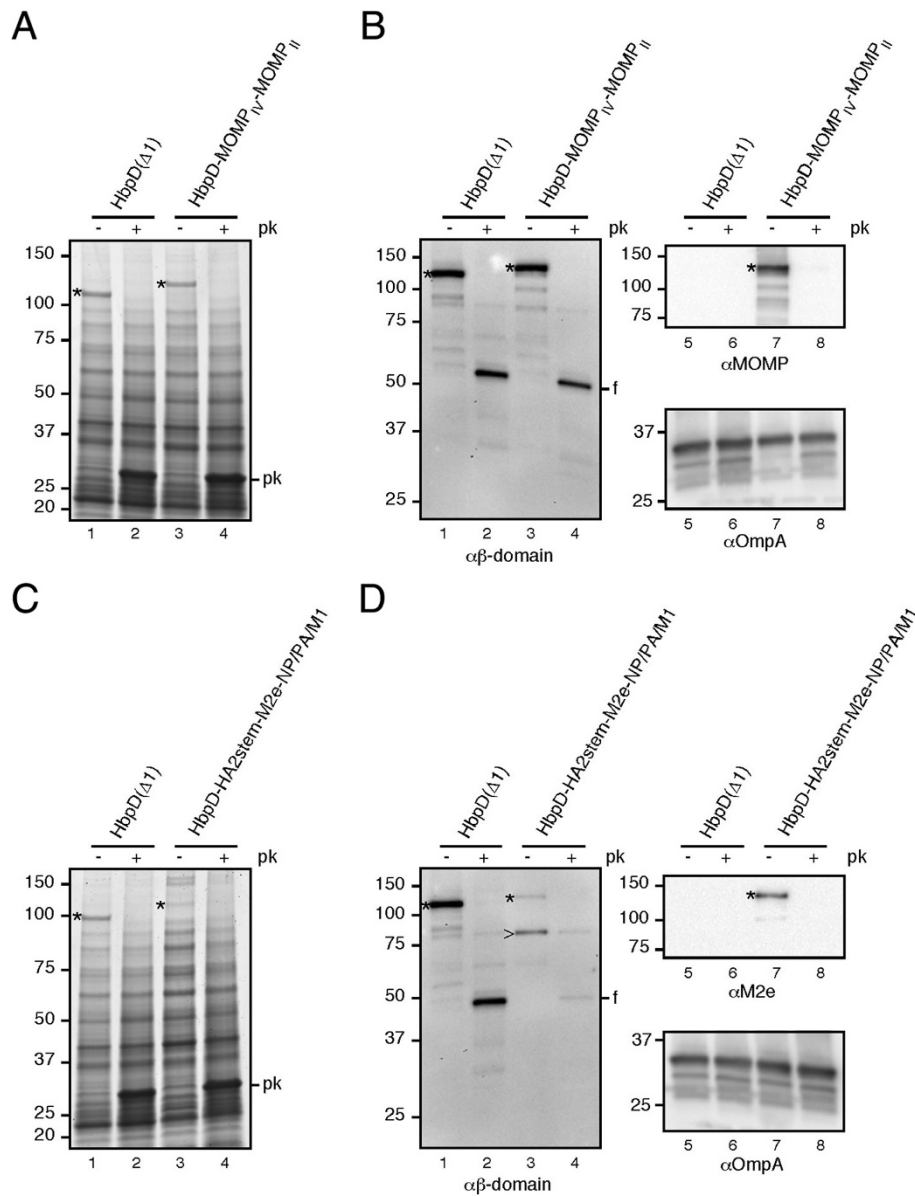 A
HbpD(Δ1)
HbpD-MOMPIV-MOMPII
- + - + pk
150
100
75
50
37
25
20
*
*
pk
1 2 3 4
B
HbpD(Δ1)
HbpD-MOMPIV-MOMPII
- + - + pk
150
100
75
50
37
25
*
*
f
1 2 3 4
αβ-domain
HbpD(Δ1)
HbpD-MOMPIV-MOMPII
- + - + pk
150
100
75
*
5 6 7 8
αMOMP
37
25
5 6 7 8
αOmpA
C
HbpD(Δ1)
HbpD-HA2stem-M2e-NP/PA/M1
- + - + pk
150
100
75
50
37
25
20
*
*
pk
1 2 3 4
D
HbpD(Δ1)
HbpD-HA2stem-M2e-NP/PA/M1
- + - + pk
150
100
75
50
37
25
*
*
>
f
1 2 3 4
αβ-domain
HbpD(Δ1)
HbpD-HA2stem-M2e-NP/PA/M1
- + - +
150
100
75
*
5 6 7 8
αM2e
37
25
5 6 7 8
αOmpA